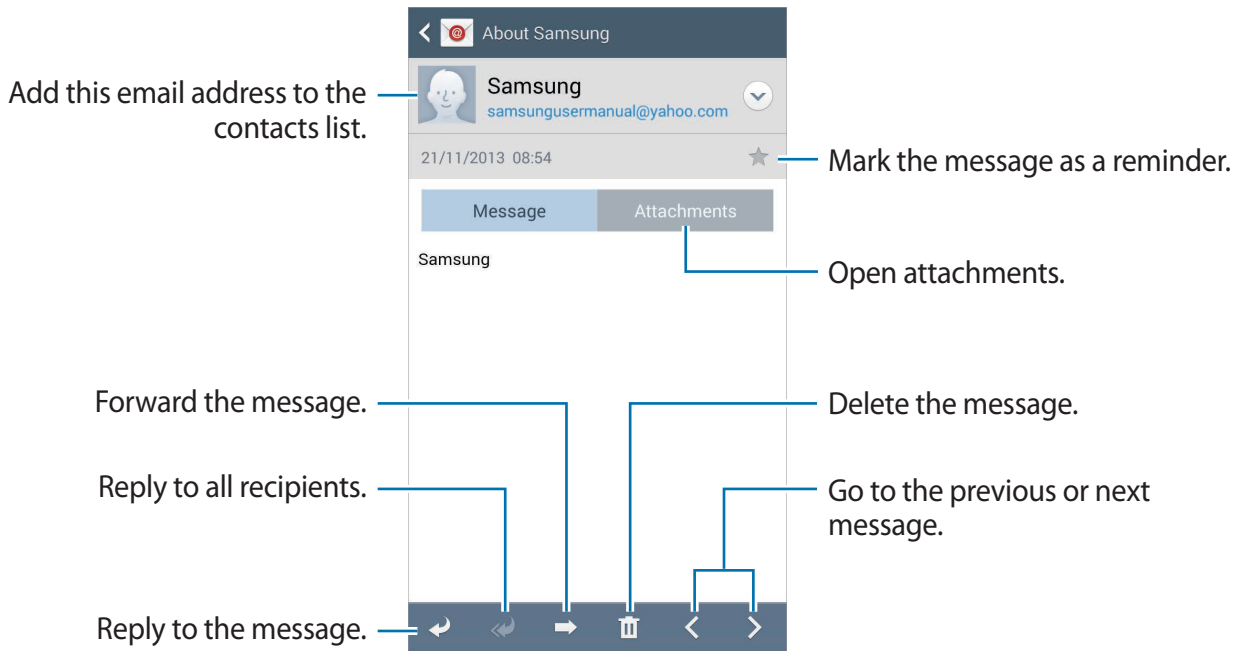 About Samsung
Add this email address to the
contacts list.
Samsung
samsungusermanual@yahoo.com
21/11/2013 08:54
Mark the message as a reminder.
Message
Attachments
Samsung
Open attachments.
Forward the message.
Delete the message.
Reply to all recipients.
Go to the previous or next
message.
Reply to the message.